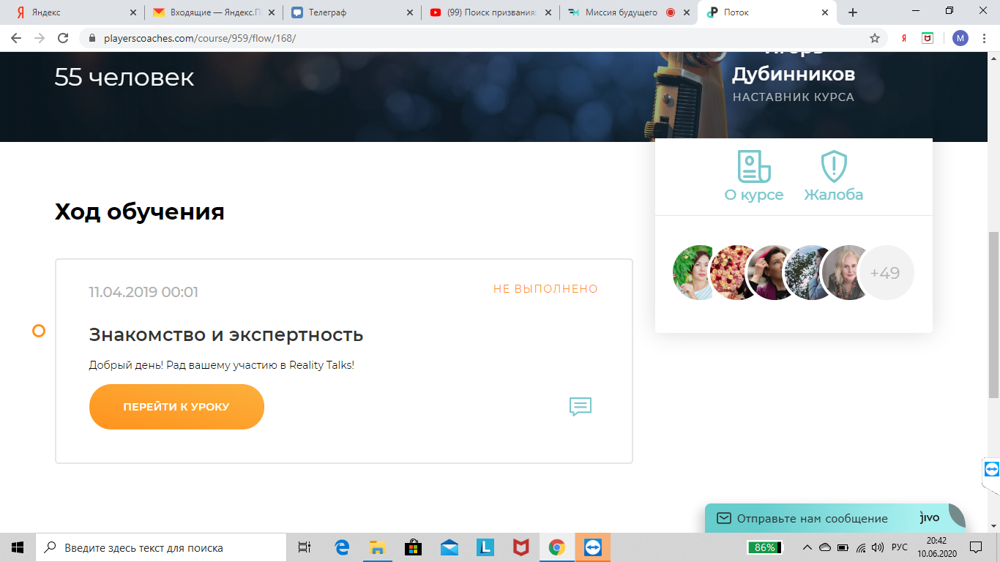 Яндекс
Входящие — Яндекс.П
Телеграф
(99) Поиск призвания:
Миссия будущего
Поток
playerscoaches.com/course/959/flow/168/
Я
M
55 человек
Игорь
Дубинников
НАСТАВНИК КУРСА
О курсе
Жалоба
+49
Ход обучения
11.04.2019 00:01
НЕ ВЫПОЛНЕНО
Знакомство и экспертность
Добрый день! Рад вашему участию в Reality Talks!
ПЕРЕЙТИ К УРОКУ
Отправьте нам сообщение
jivo
Введите здесь текст для поиска
L
86%
РУС
20:42
10.06.2020